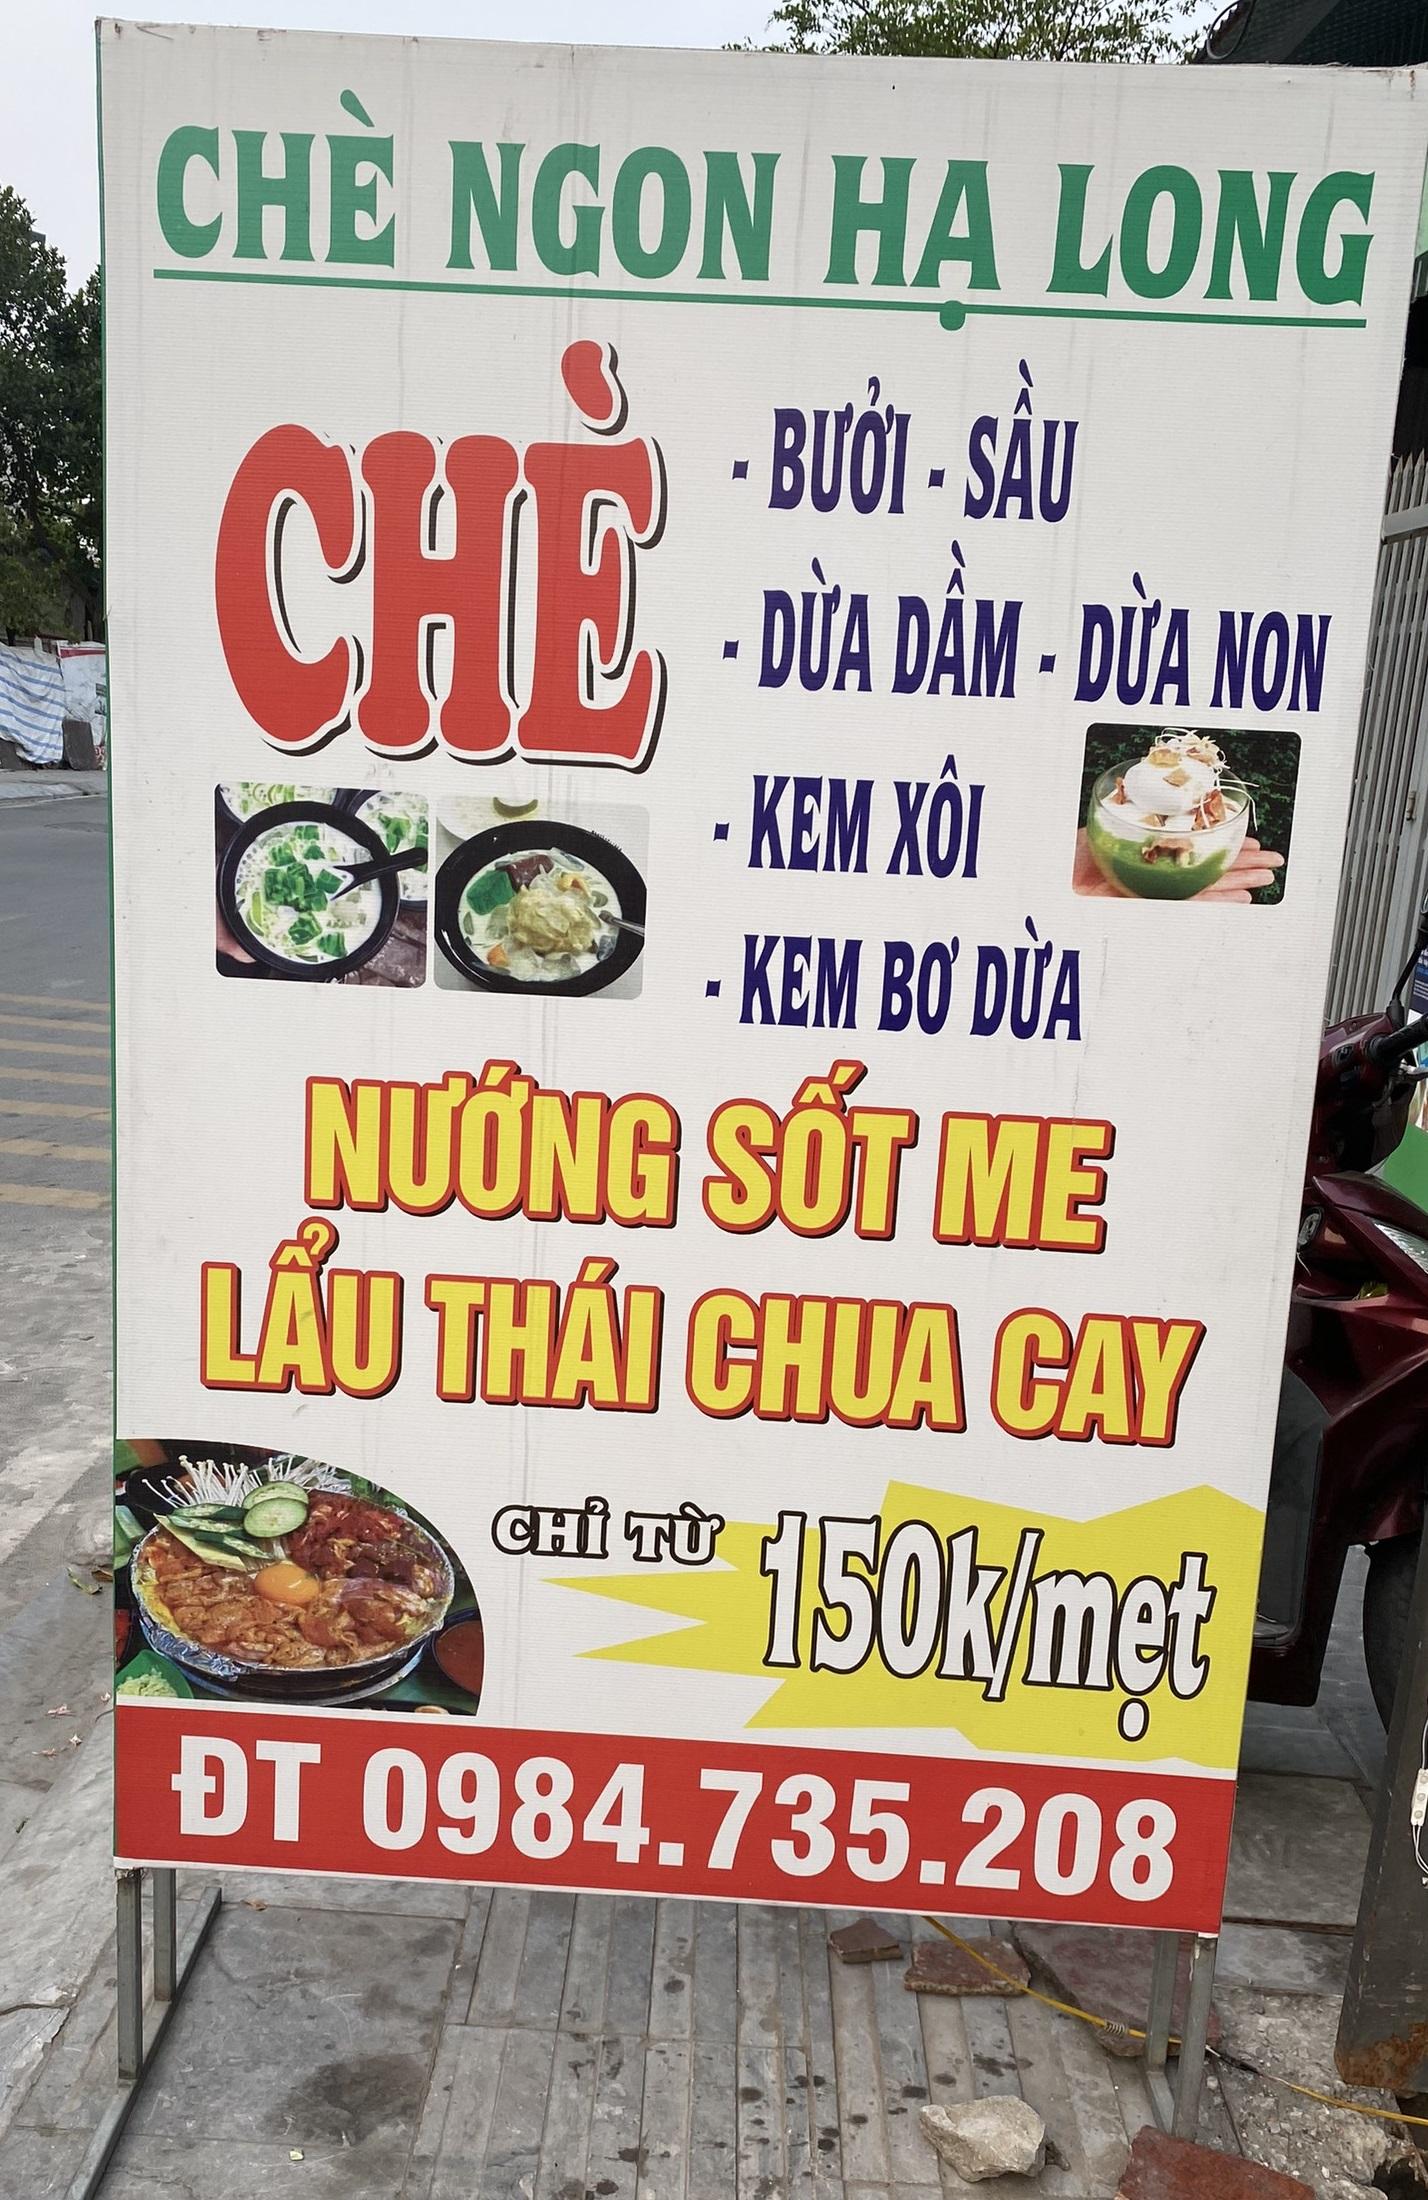 CHÈ NGON HẠ LONG
CHÈ
- BƯỞI - SẦU
- DỪA DẦM - DỪA NON
- KEM XÔI
- KEM BƠ DỪA
NƯỚNG SỐT ME
LẨU THÁI CHUA CAY
CHỈ TỪ 150k/mẹt
ĐT 0984.735.208